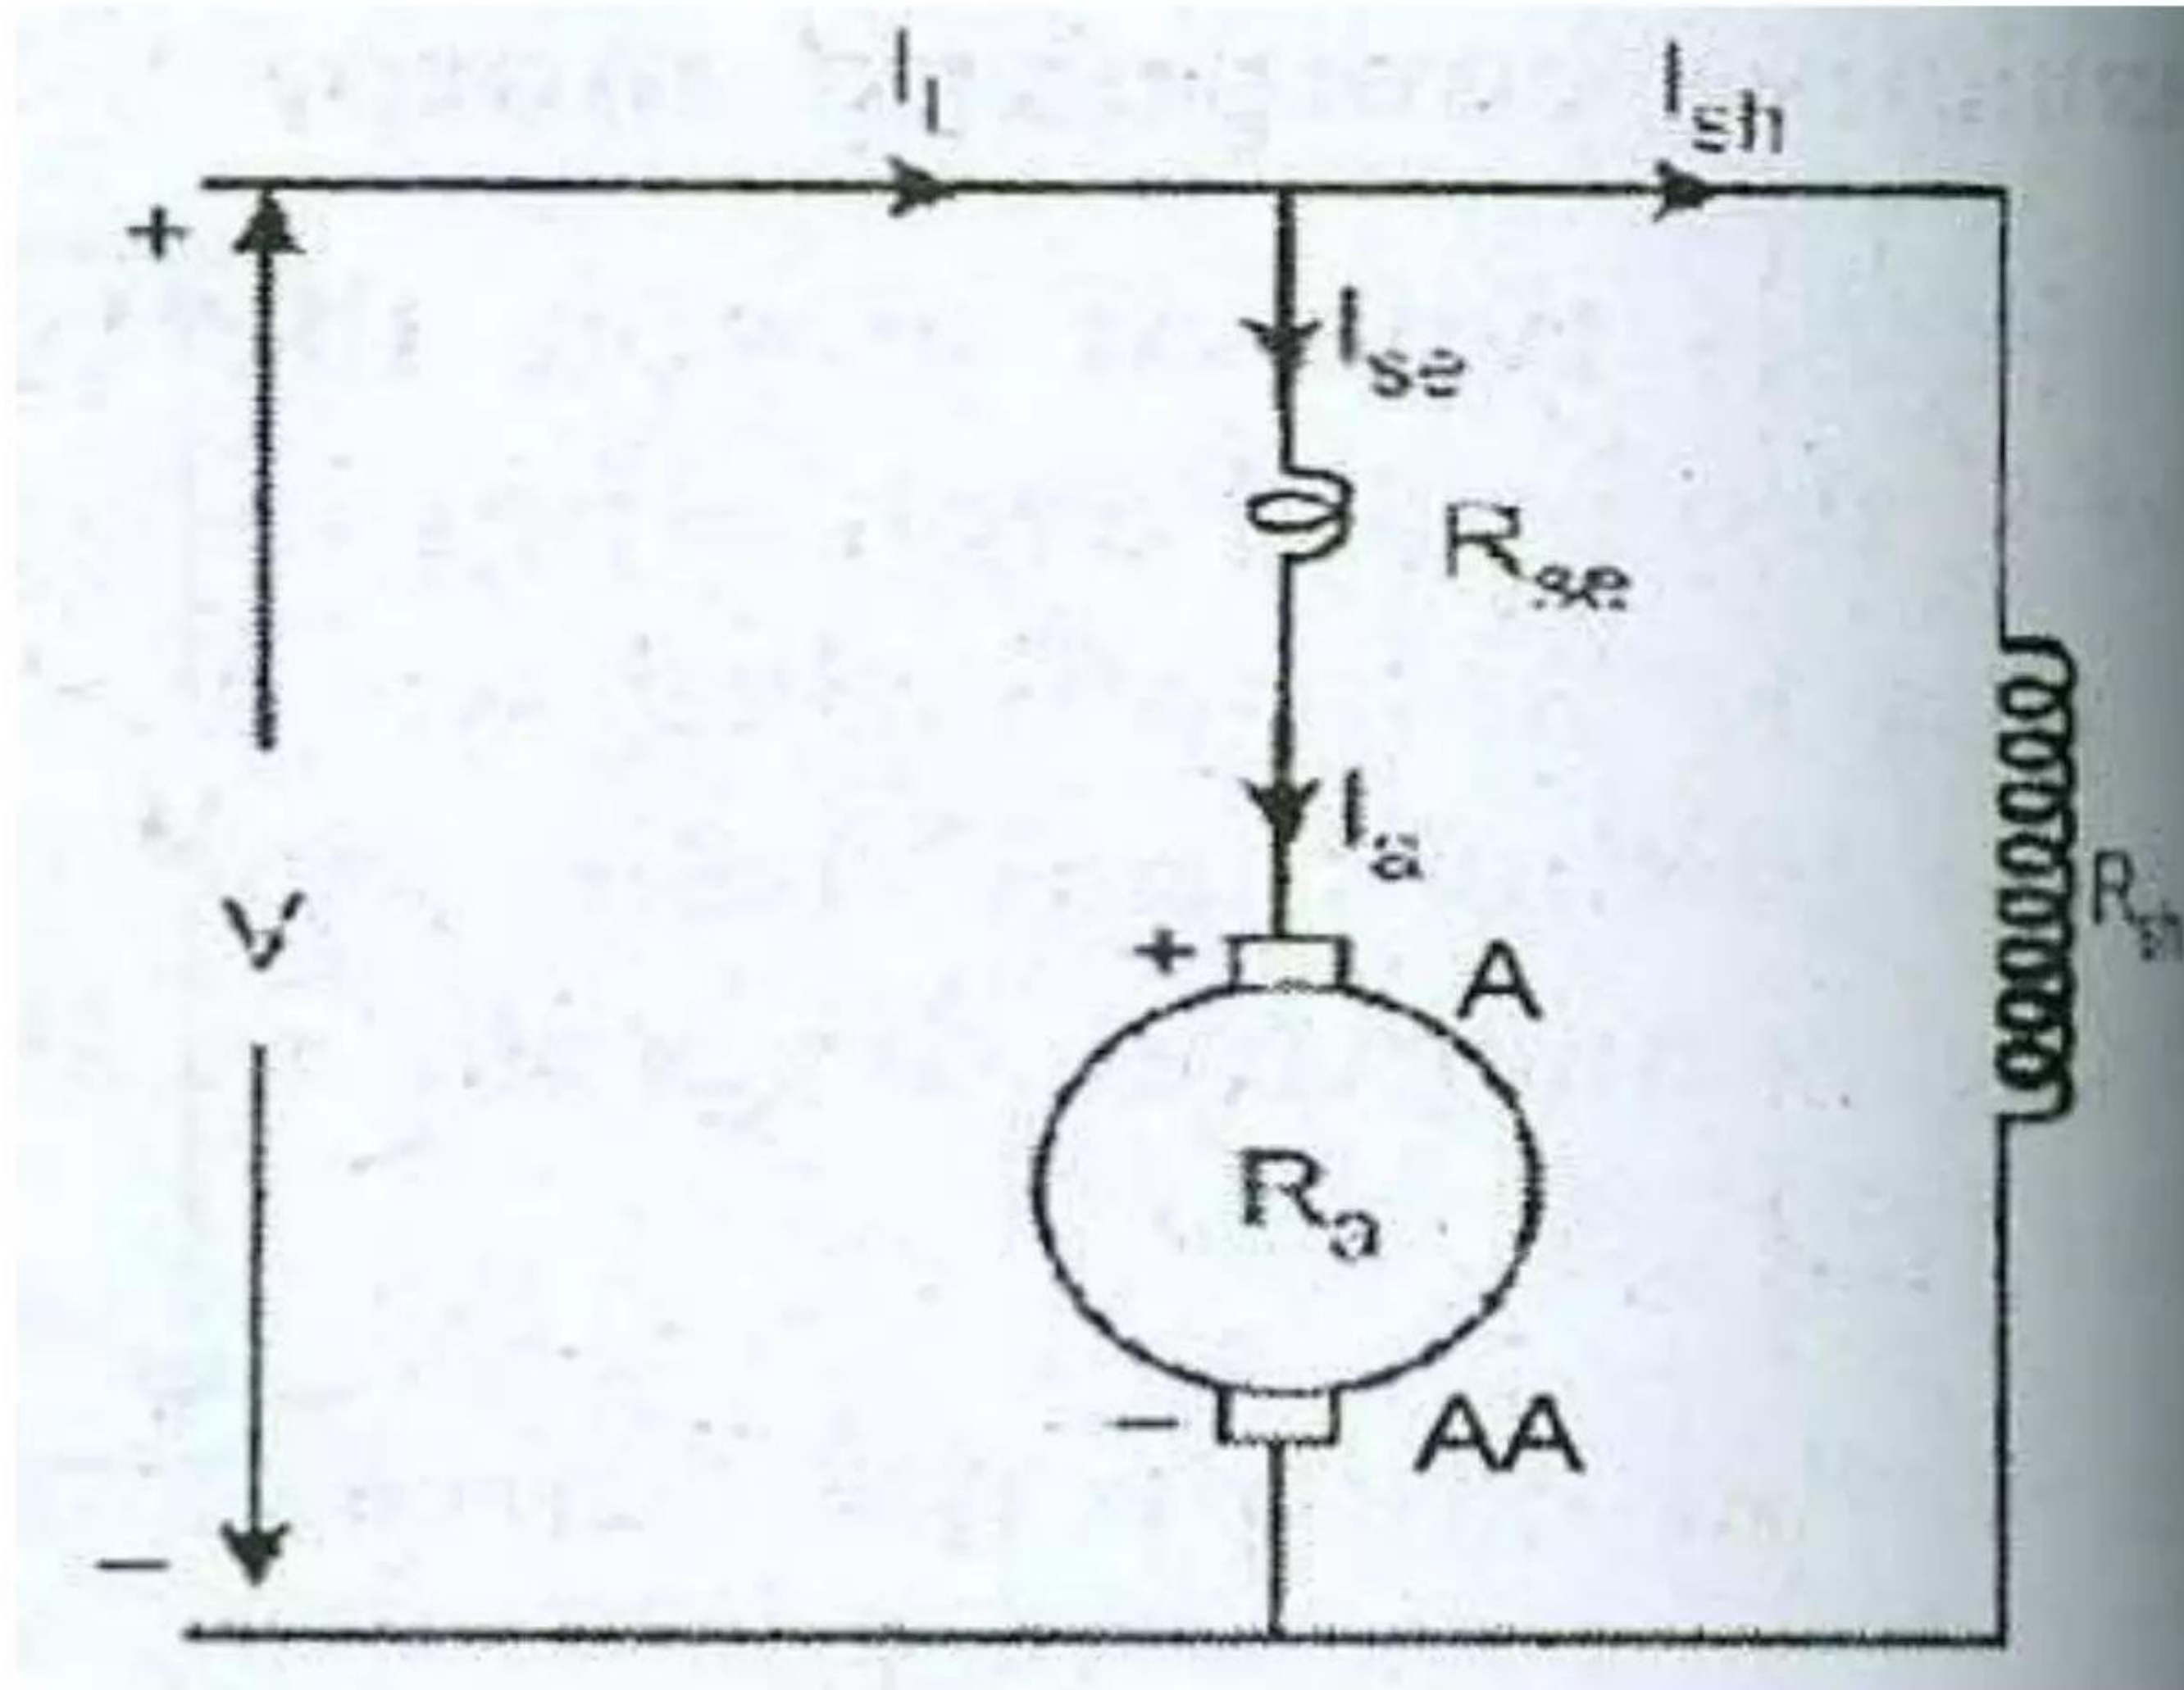 I_L I_sh
+
I_se
R_se
I_a
V
+ A
R_sh
R_a
− AA
−